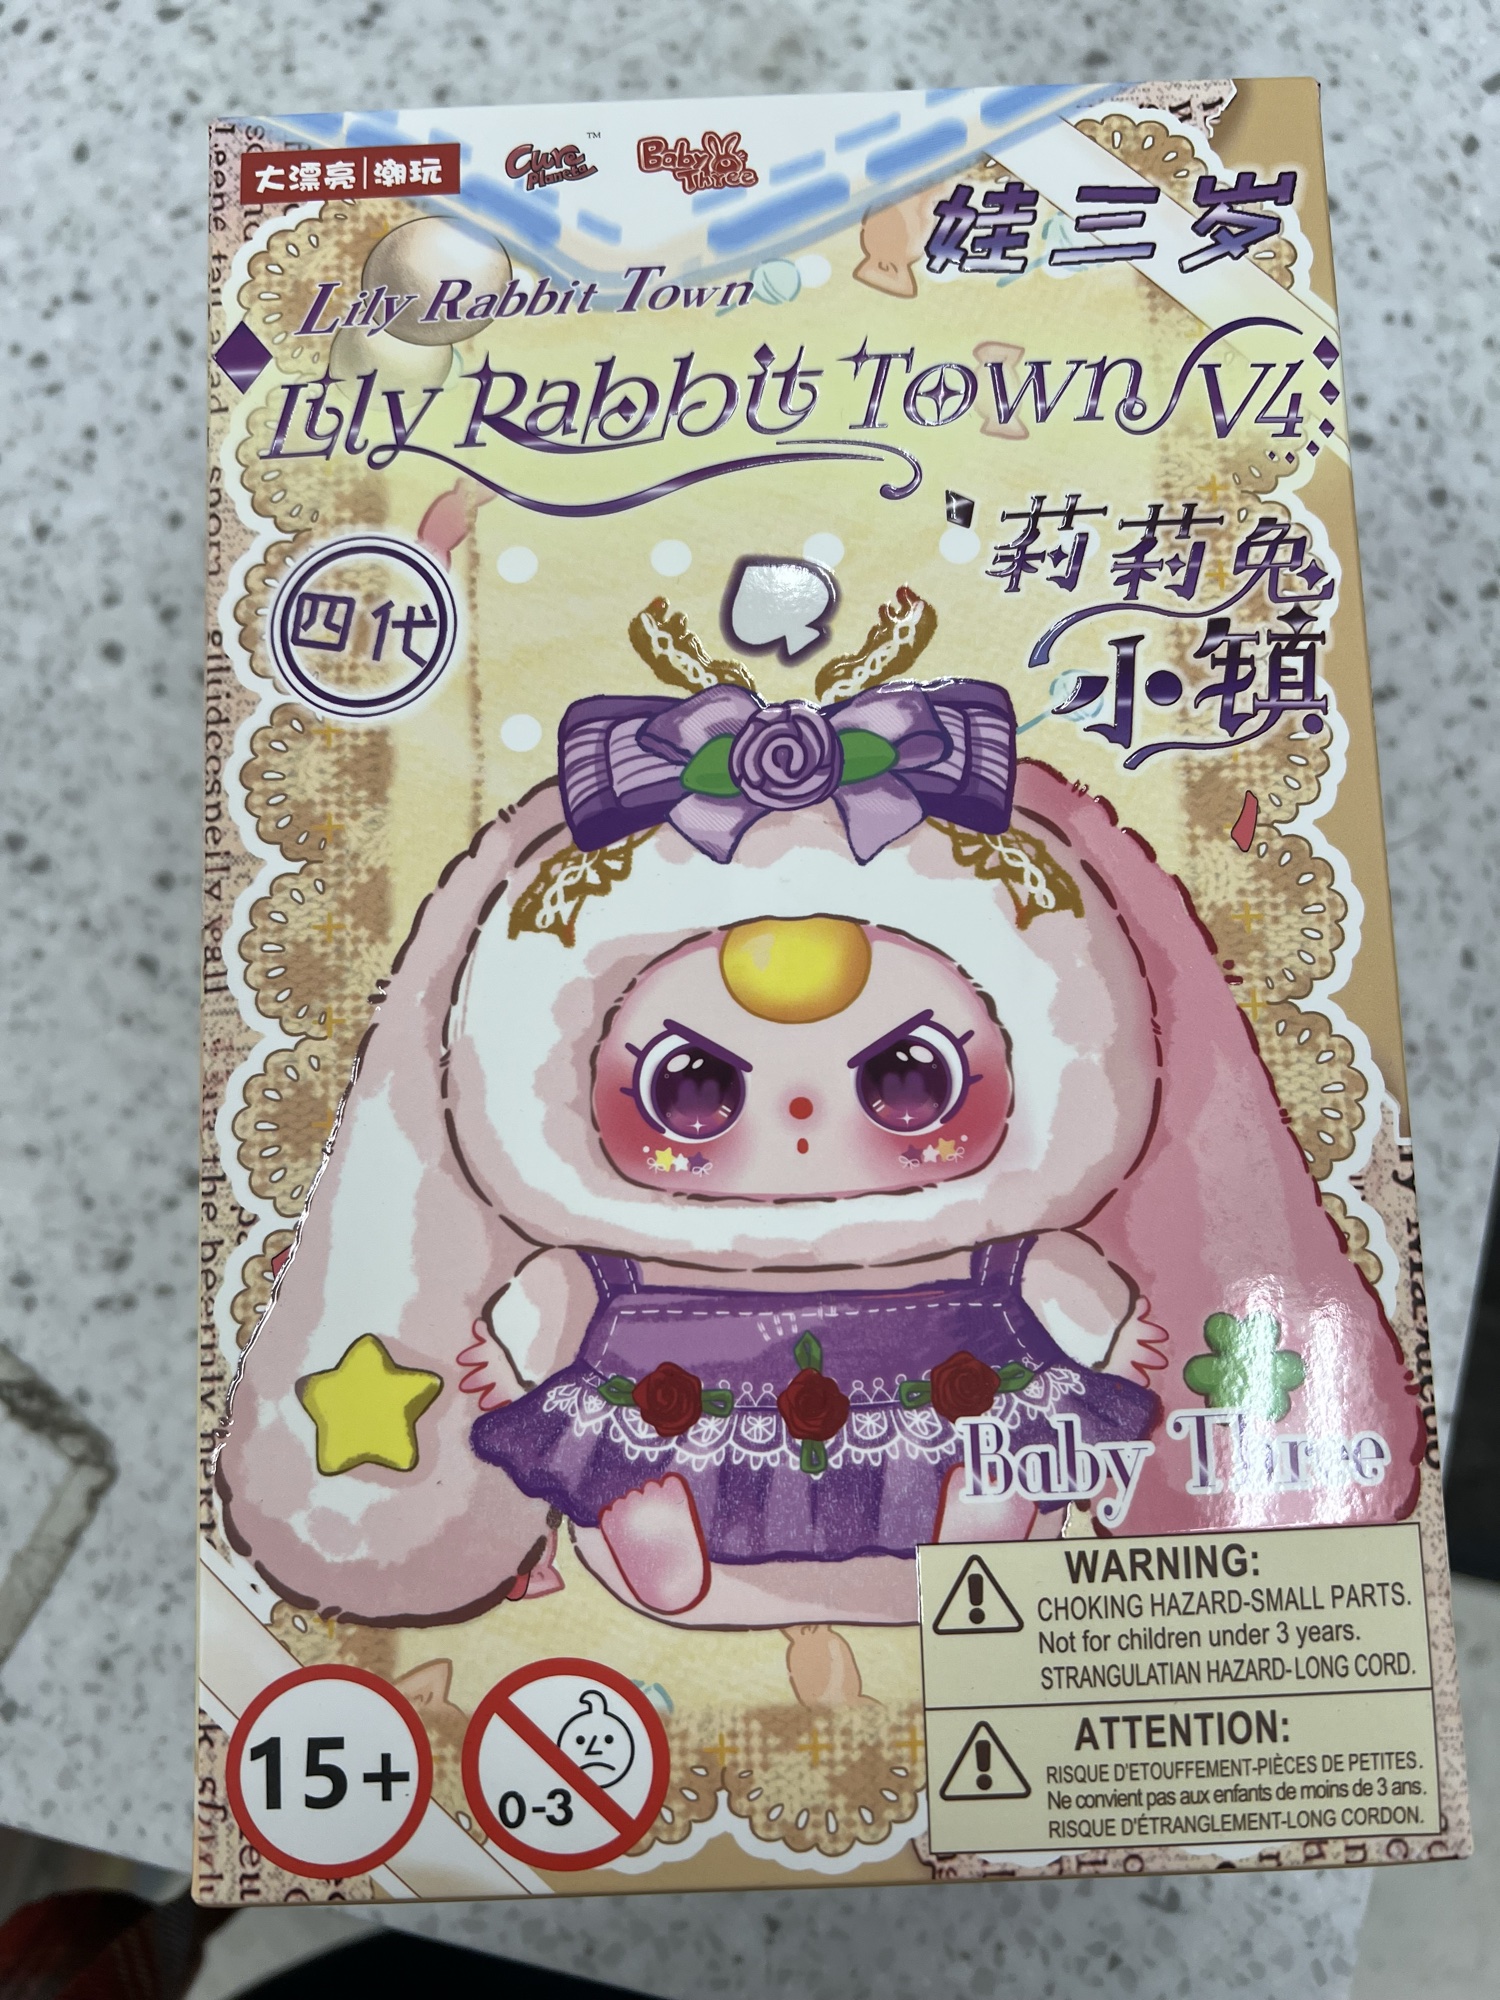 大漂亮|潮玩
Cure Planet ™
Baby Three
娃三岁
Lily Rabbit Town
Lily Rabbit Town V4
莉莉兔
小镇
四代
Baby Three
WARNING:
CHOKING HAZARD-SMALL PARTS.
Not for children under 3 years.
STRANGULATIAN HAZARD-LONG CORD.
ATTENTION:
RISQUE D'ETOUFFEMENT-PIÈCES DE PETITES.
Ne convient pas aux enfants de moins de 3 ans.
RISQUE D'ÉTRANGLEMENT-LONG CORDON.
15+
0-3